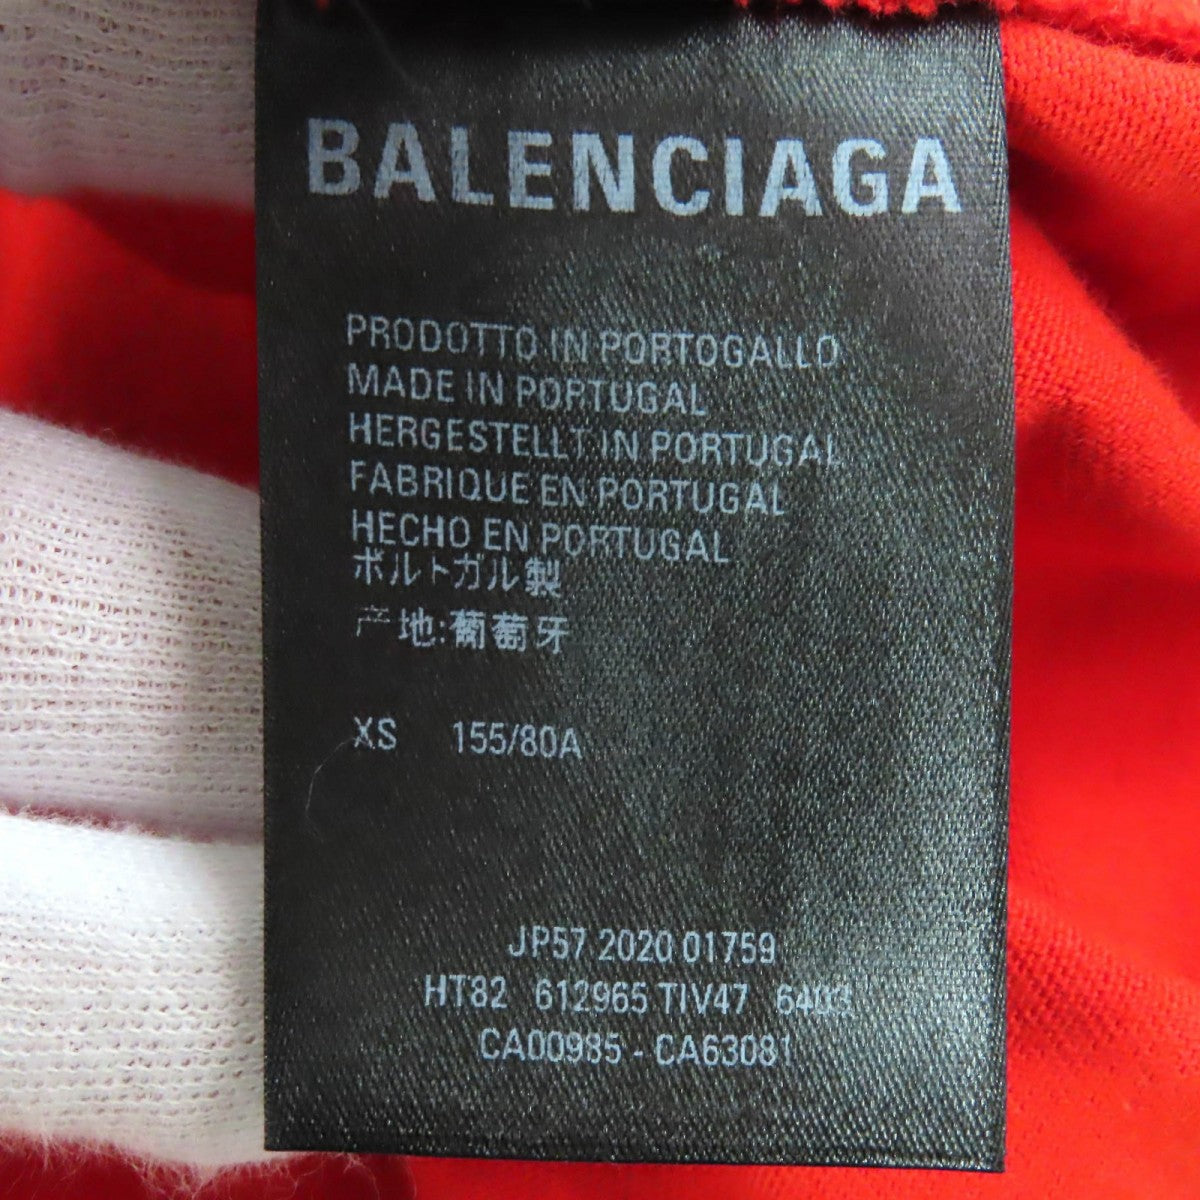 BALENCIAGA
PRODOTTO IN PORTOGALLO
MADE IN PORTUGAL
HERGESTELLT IN PORTUGAL
FABRIQUE EN PORTUGAL
HECHO EN PORTUGAL
ポルトガル製
产地:葡萄牙
XS 155/80A
JP57 2020 01759
HT82 612965 TIV47 6403
CA00985 - CA63081